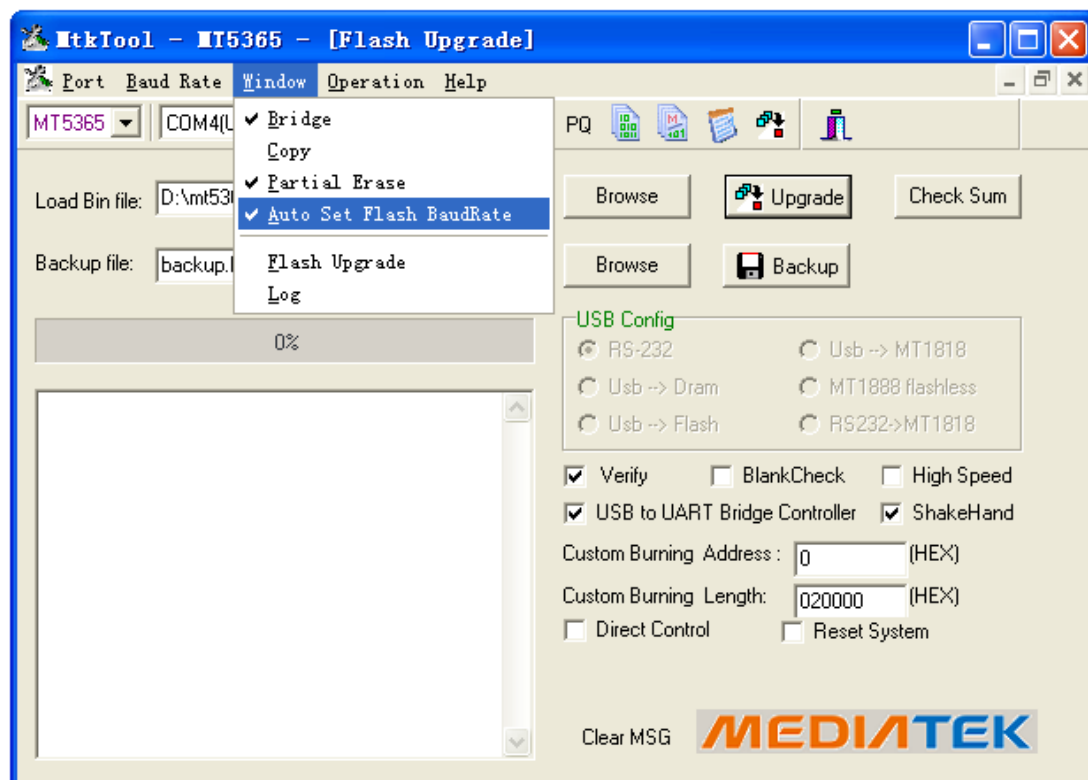 MtkTool - MT5365 - [Flash Upgrade]
Port Baud Rate Window Operation Help
MT5365 COM4(U PQ
Bridge
Copy
Partial Erase
Auto Set Flash BaudRate
Flash Upgrade
Log
Load Bin file: D:\mt53 Browse Upgrade Check Sum
Backup file: backup. Browse Backup
0%
USB Config
RS-232 Usb --> MT1818
Usb --> Dram MT1888 flashless
Usb --> Flash RS232->MT1818
Verify BlankCheck High Speed
USB to UART Bridge Controller ShakeHand
Custom Burning Address : 0 (HEX)
Custom Burning Length: 020000 (HEX)
Direct Control Reset System
Clear MSG MEDIATEK